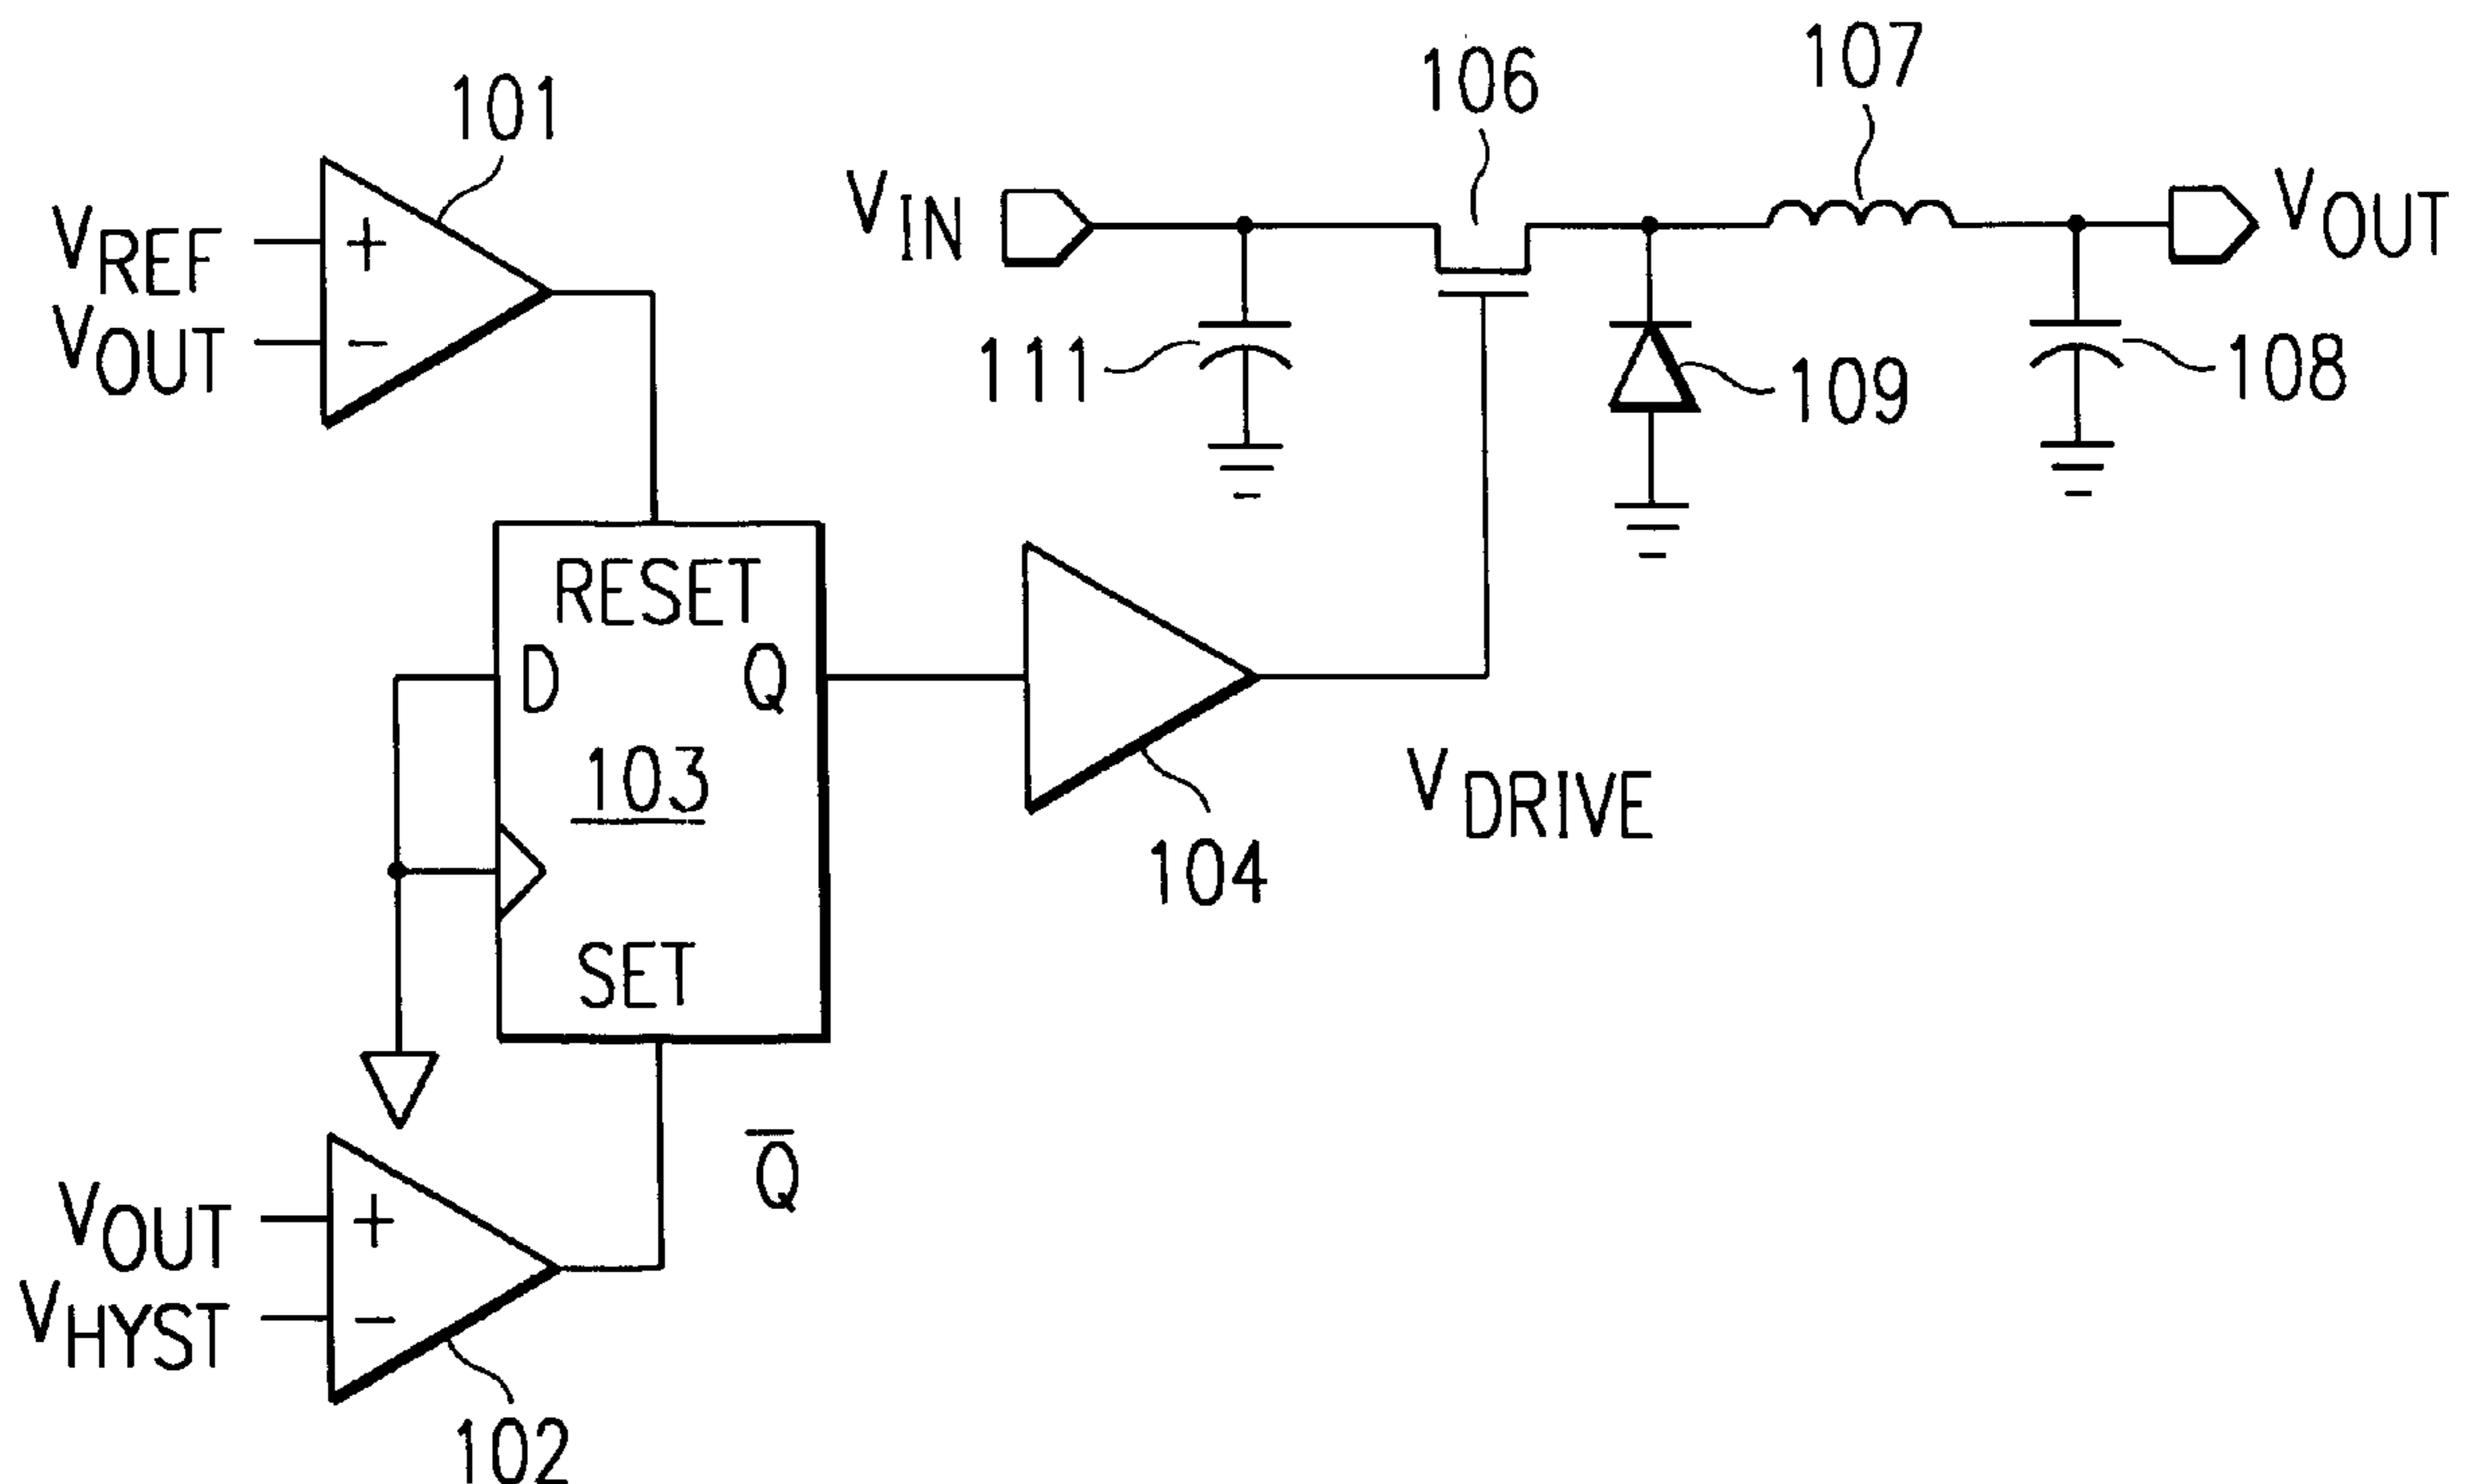 101
106
107
VREF
VOUT
+
−
VIN
VOUT
111
109
108
RESET
D
Q
103
SET
104
VDRIVE
Q̅
VOUT
VHYST
+
−
102